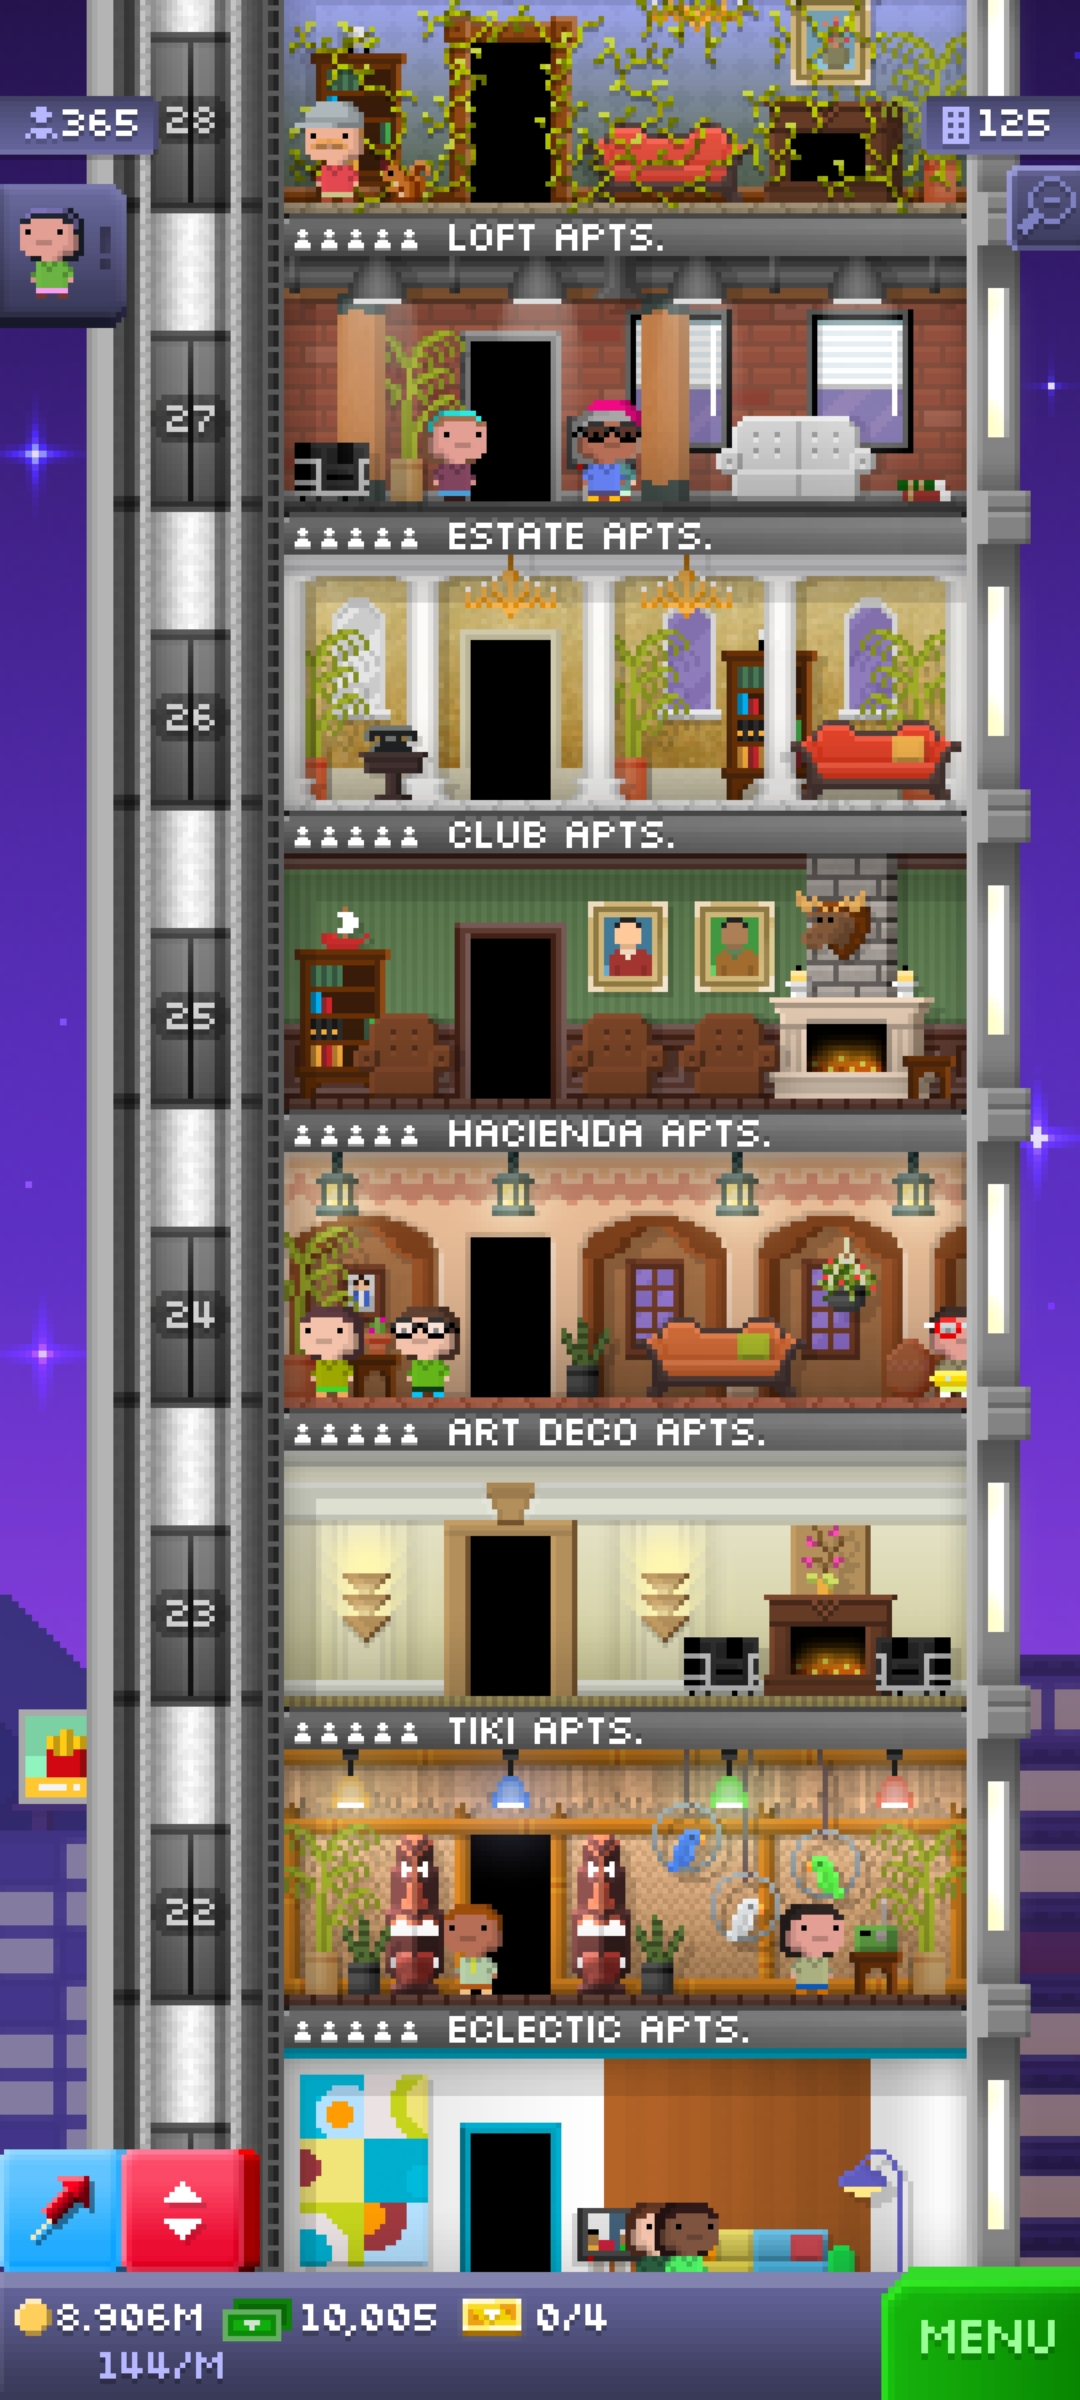 28
365
125
!
LOFT APTS.
27
ESTATE APTS.
26
CLUB APTS.
25
HACIENDA APTS.
24
ART DECO APTS.
23
TIKI APTS.
22
ECLECTIC APTS.
8.906M 10,005 0/4
144/M
MENU